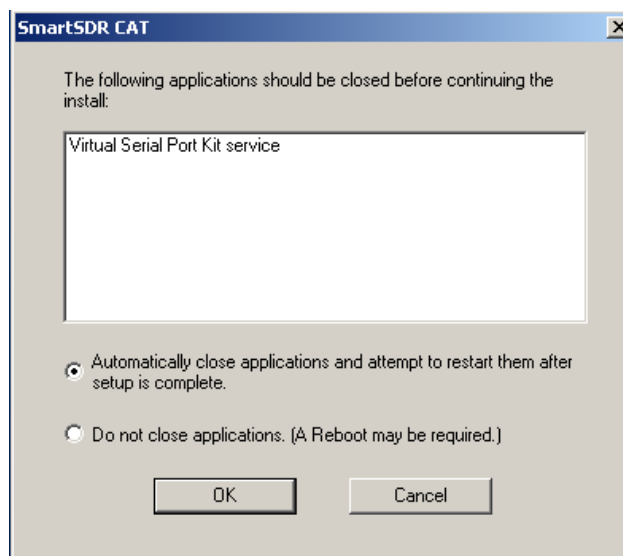 SmartSDR CAT
The following applications should be closed before continuing the
install:
Virtual Serial Port Kit service
Automatically close applications and attempt to restart them after
setup is complete.
Do not close applications. (A Reboot may be required.)
OK
Cancel